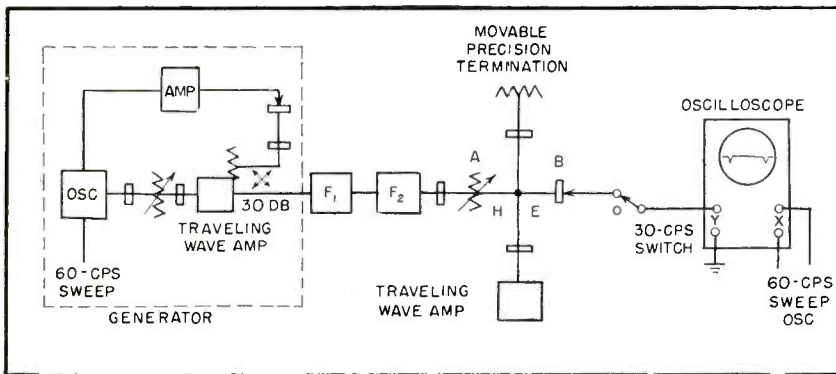 MOVABLE
PRECISION
TERMINATION
AMP
OSCILLOSCOPE
A
B
OSC
30 DB
F1
F2
H
E
O
Y
X
TRAVELING
WAVE AMP
30-CPS
SWITCH
60-CPS
SWEEP
GENERATOR
TRAVELING
WAVE AMP
60-CPS
SWEEP
OSC